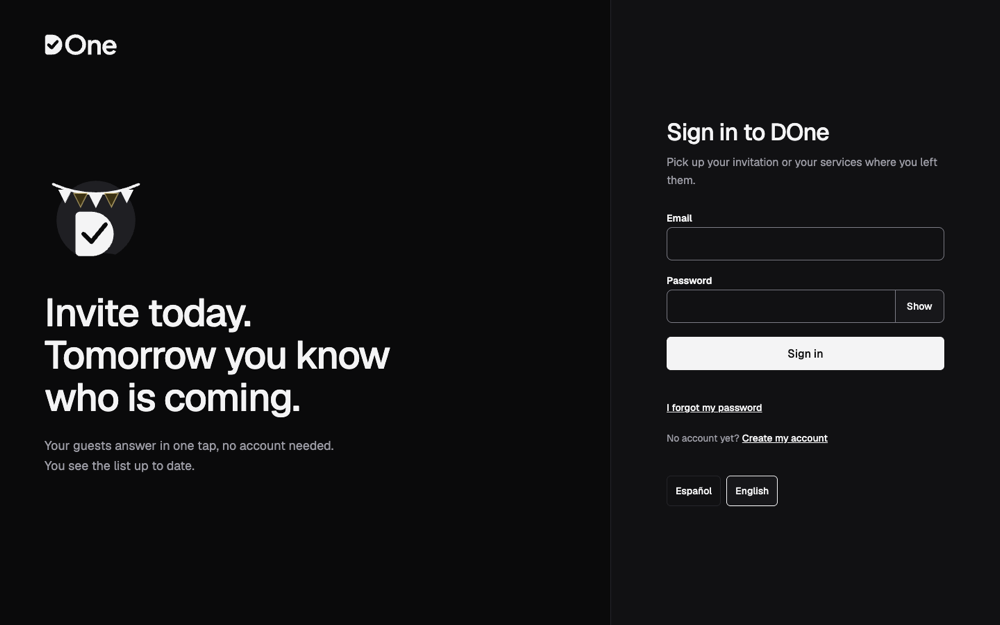 DOne
Invite today.
Tomorrow you know
who is coming.
Your guests answer in one tap, no account needed.
You see the list up to date.
Sign in to DOne
Pick up your invitation or your services where you left
them.
Email
Password
Show
Sign in
I forgot my password
No account yet? Create my account
Español
English